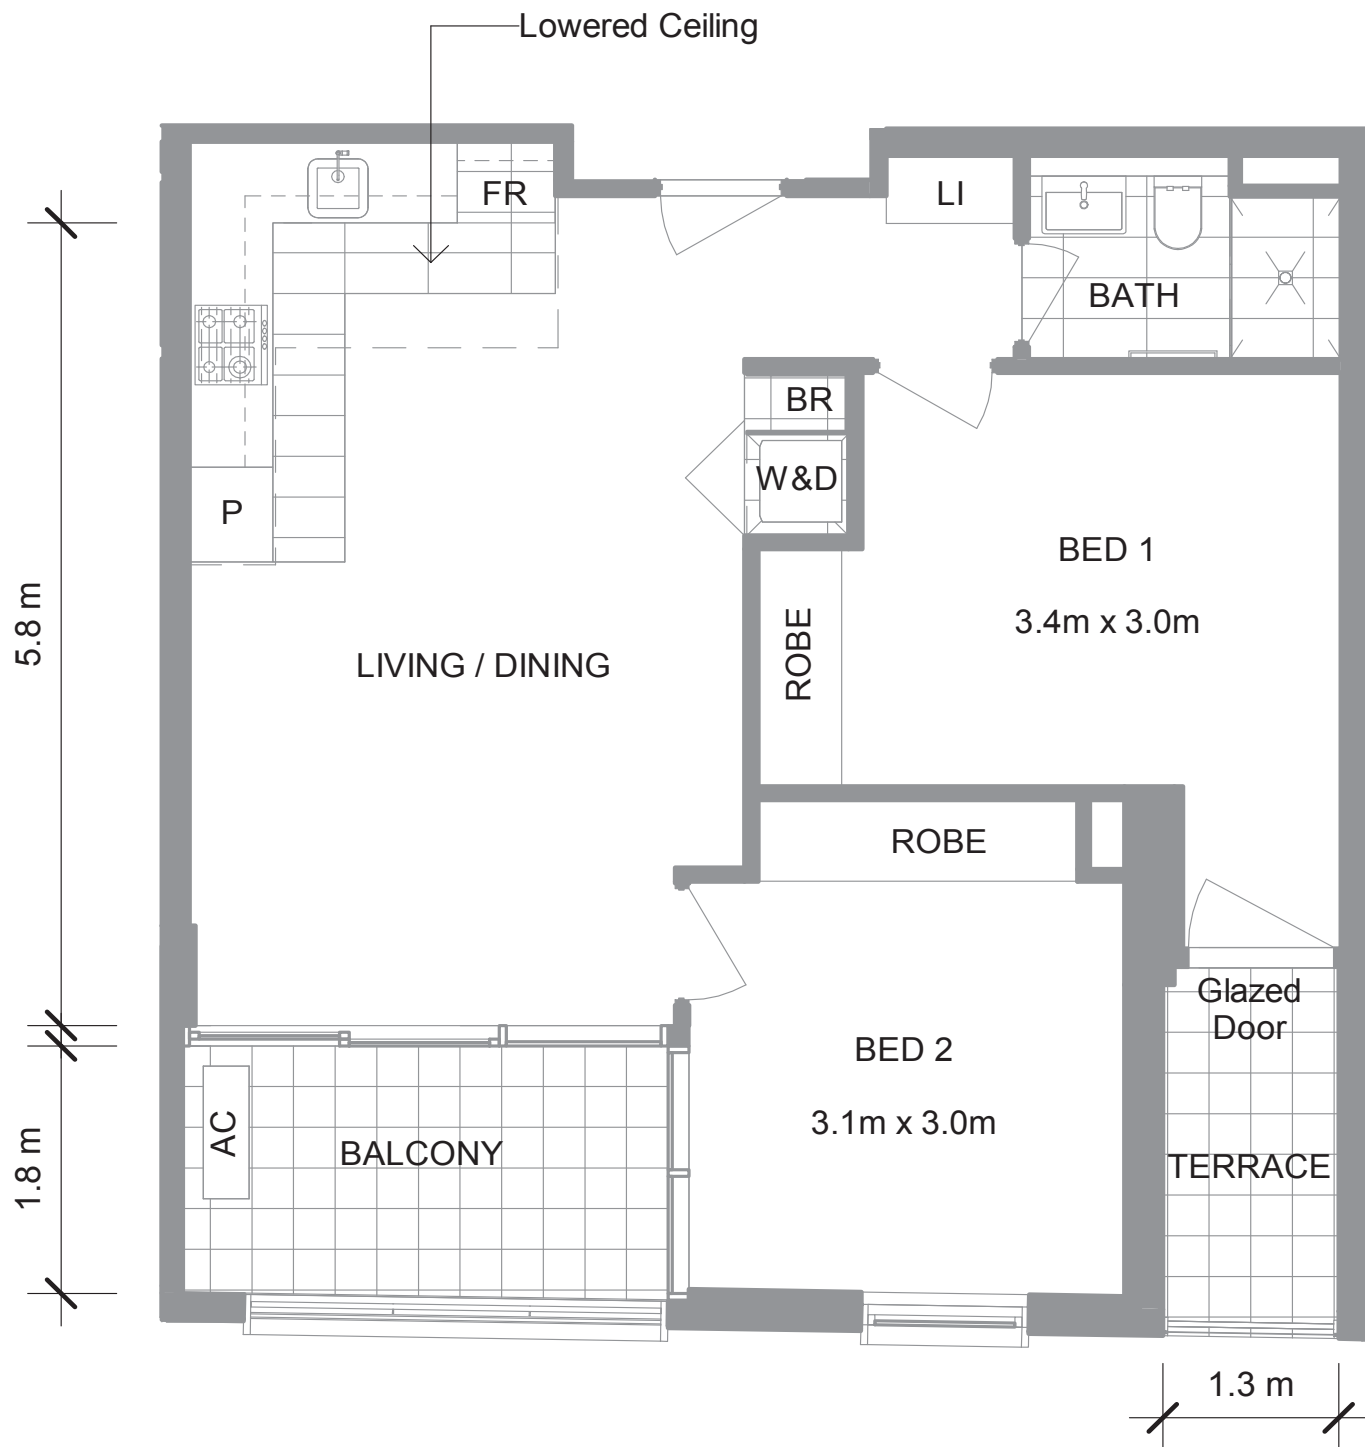 Lowered Ceiling
FR
LI
BATH
BR
W&D
P
BED 1
3.4m x 3.0m
ROBE
5.8 m
LIVING / DINING
ROBE
Glazed
Door
BED 2
3.1m x 3.0m
AC
BALCONY
1.8 m
TERRACE
1.3 m